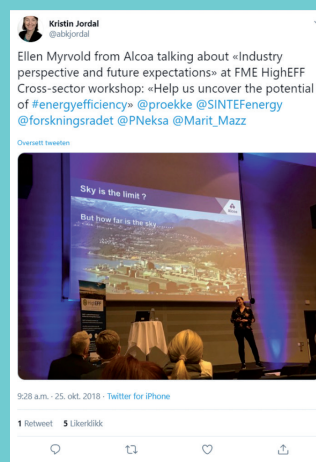 Kristin Jordal
@abkjordal
Ellen Myrvold from Alcoa talking about «Industry
perspective and future expectations» at FME HighEFF
Cross-sector workshop: «Help us uncover the potential
of #energyefficiency» @proekke @SINTEFenergy
@forskningsradet @PNeksa @Marit_Mazz
Oversett tweeten
Sky is the limit ?
But how far is the sky
9:28 a.m. · 25. okt. 2018 · Twitter for iPhone
1 Retweet 5 Likerklikk